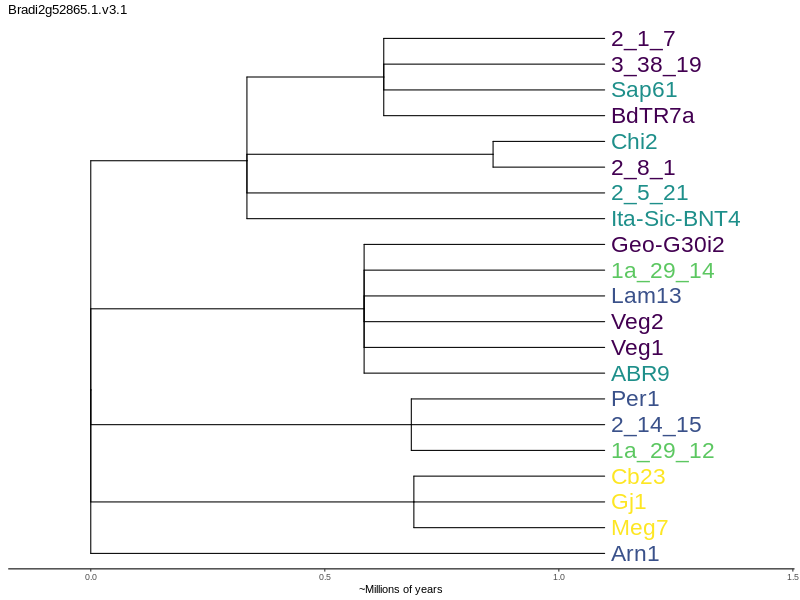 Bradi2g52865.1.v3.1
2_1_7
3_38_19
Sap61
BdTR7a
Chi2
2_8_1
2_5_21
Ita-Sic-BNT4
Geo-G30i2
1a_29_14
Lam13
Veg2
Veg1
ABR9
Per1
2_14_15
1a_29_12
Cb23
Gj1
Meg7
Arn1
0.0 0.5 1.0 1.5
~Millions of years